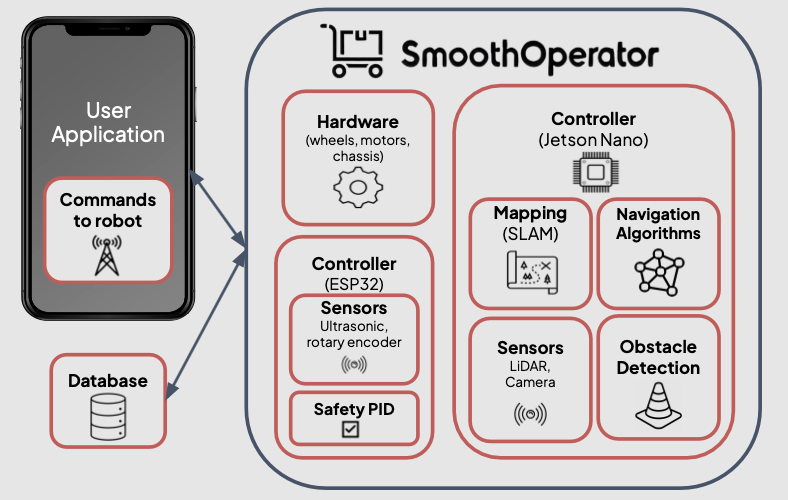 User
Application
Commands
to robot
Database
SmoothOperator
Hardware
(wheels, motors,
chassis)
Controller
(ESP32)
Sensors
Ultrasonic,
rotary encoder
Safety PID
Controller
(Jetson Nano)
Mapping
(SLAM)
Navigation
Algorithms
Sensors
LiDAR,
Camera
Obstacle
Detection